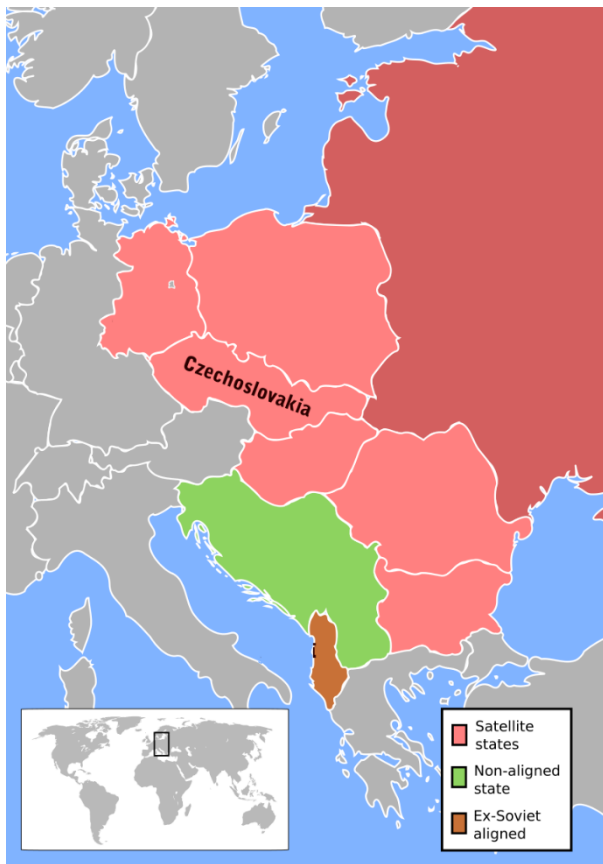 Czechoslovakia
Satellite
states
Non-aligned
state
Ex-Soviet
aligned